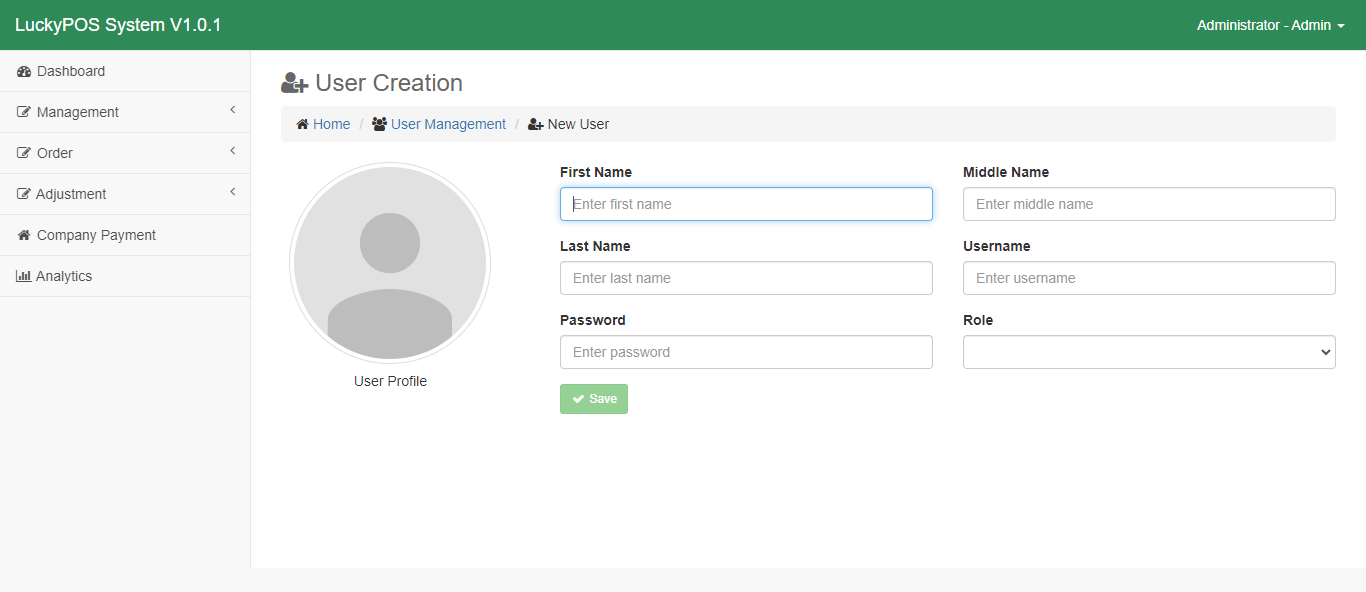 LuckyPOS System V1.0.1
Administrator - Admin
Dashboard
Management
Order
Adjustment
Company Payment
Analytics
User Creation
Home / User Management / New User
User Profile
First Name
Enter first name
Middle Name
Enter middle name
Last Name
Enter last name
Username
Enter username
Password
Enter password
Role
Save